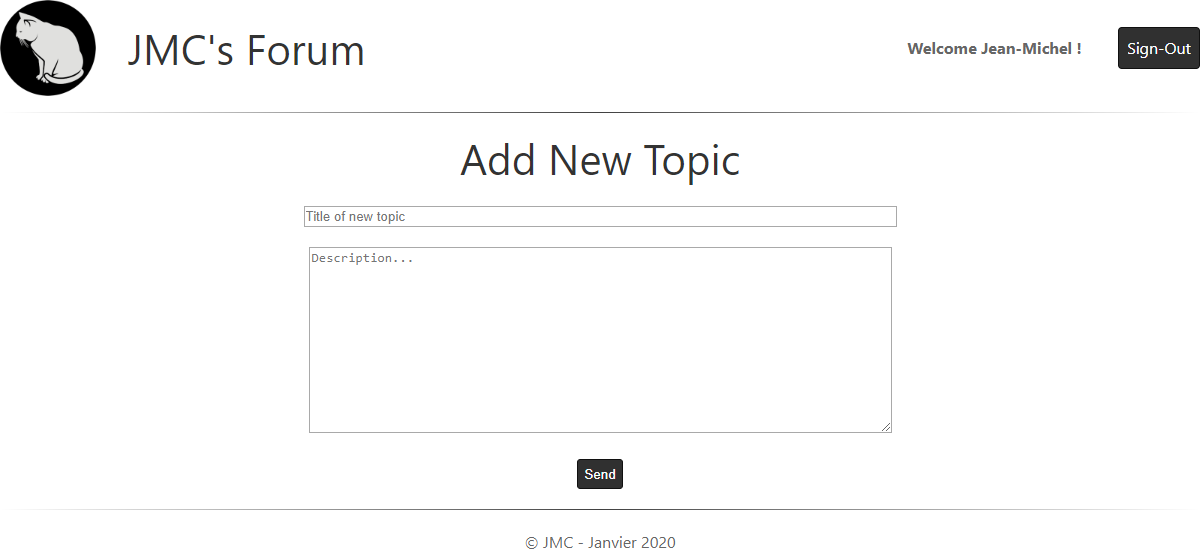 JMC's Forum
Welcome Jean-Michel !
Sign-Out
Add New Topic
Title of new topic
Description...
Send
© JMC - Janvier 2020